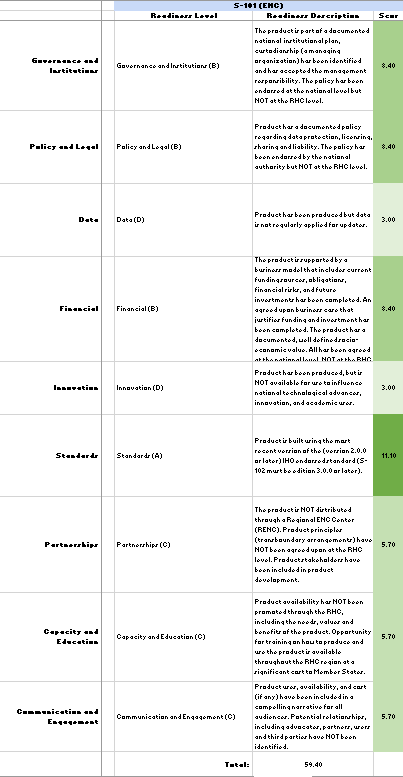 S-101 (ENC)
Readiness Level Readiness Description Scor
Governance and
Institutions
Governance and Institutions (B)
The product is part of a documented
national institutional plan,
custodianship (a managing
organization) has been identified
and has accepted the management
responsibility. The policy has been
endorsed at the national level but
NOT at the RHC level.
8.40
Policy and Legal
Policy and Legal (B)
Product has a documented policy
regarding data protection, licensing,
sharing and liability. The policy has
been endorsed by the national
authority but NOT at the RHC level.
8.40
Data
Data (D)
Product has been produced but data
is not regularly applied for updates.
3.00
Financial
Financial (B)
The product is supported by a
business model that includes current
funding sources, obligations,
financial risks, and future
investments has been completed. An
agreed upon business case that
justifies funding and investment has
been completed. The product has a
documented, well defined socio-
economic value. All has been agreed
at the national level, NOT at the RHC
8.40
Innovation
Innovation (D)
Product has been produced, but is
NOT available for use to influence
national technological advances,
innovation, and academic uses.
3.00
Standards
Standards (A)
Product is built using the most
recent version of the (version 2.0.0
or later) IHO endorsed standard (S-
102 must be edition 3.0.0 or later).
11.10
Partnerships
Partnerships (C)
The product is NOT distributed
through a Regional ENC Center
(RENC). Product principles
(transboundary arrangements) have
NOT been agreed upon at the RHC
level. Product stakeholders have
been included in product
development.
5.70
Capacity and
Education
Capacity and Education (C)
Product availability has NOT been
promoted through the RHC,
including the needs, values and
benefits of the product. Opportunity
for training on how to produce and
use the product is available
throughout the RHC region at a
significant cost to Member States.
5.70
Communication and
Engagement
Communication and Engagement (C)
Product uses, availability, and cost
(if any) have been included in a
compelling narrative for all
audiences. Potential relationships,
including advocates, partners, users
and third parties have NOT been
identified.
5.70
Total: 59.40